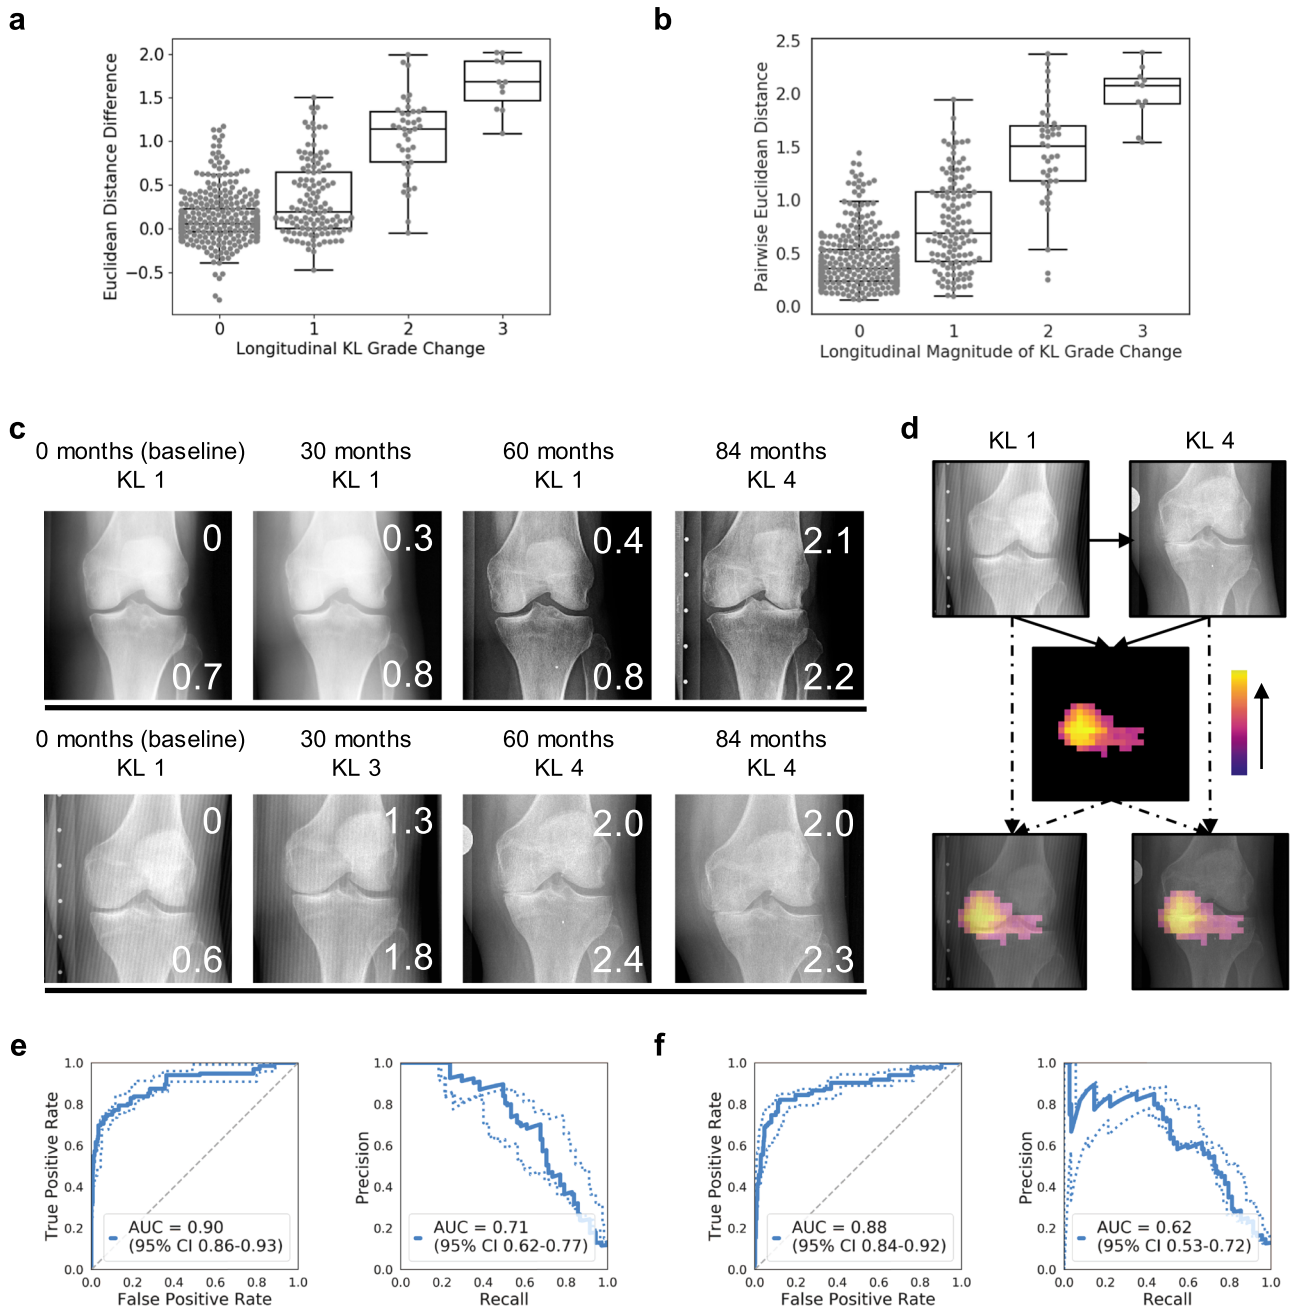 a
2.0
1.5
1.0
0.5
0.0
−0.5
Euclidean Distance Difference
0 1 2 3
Longitudinal KL Grade Change
b
2.5
2.0
1.5
1.0
0.5
0.0
Pairwise Euclidean Distance
0 1 2 3
Longitudinal Magnitude of KL Grade Change
c
0 months (baseline) 30 months 60 months 84 months
KL 1 KL 1 KL 1 KL 4
0 0.3 0.4 2.1
0.7 0.8 0.8 2.2
0 months (baseline) 30 months 60 months 84 months
KL 1 KL 3 KL 4 KL 4
0 1.3 2.0 2.0
0.6 1.8 2.4 2.3
d
KL 1 KL 4
e
1.0
0.8
0.6
0.4
0.2
0.0
True Positive Rate
AUC = 0.90
(95% CI 0.86-0.93)
0.0 0.2 0.4 0.6 0.8 1.0
False Positive Rate
1.0
0.8
0.6
0.4
0.2
0.0
Precision
AUC = 0.71
(95% CI 0.62-0.77)
0.0 0.2 0.4 0.6 0.8 1.0
Recall
f
1.0
0.8
0.6
0.4
0.2
0.0
True Positive Rate
AUC = 0.88
(95% CI 0.84-0.92)
0.0 0.2 0.4 0.6 0.8 1.0
False Positive Rate
1.0
0.8
0.6
0.4
0.2
0.0
Precision
AUC = 0.62
(95% CI 0.53-0.72)
0.0 0.2 0.4 0.6 0.8 1.0
Recall